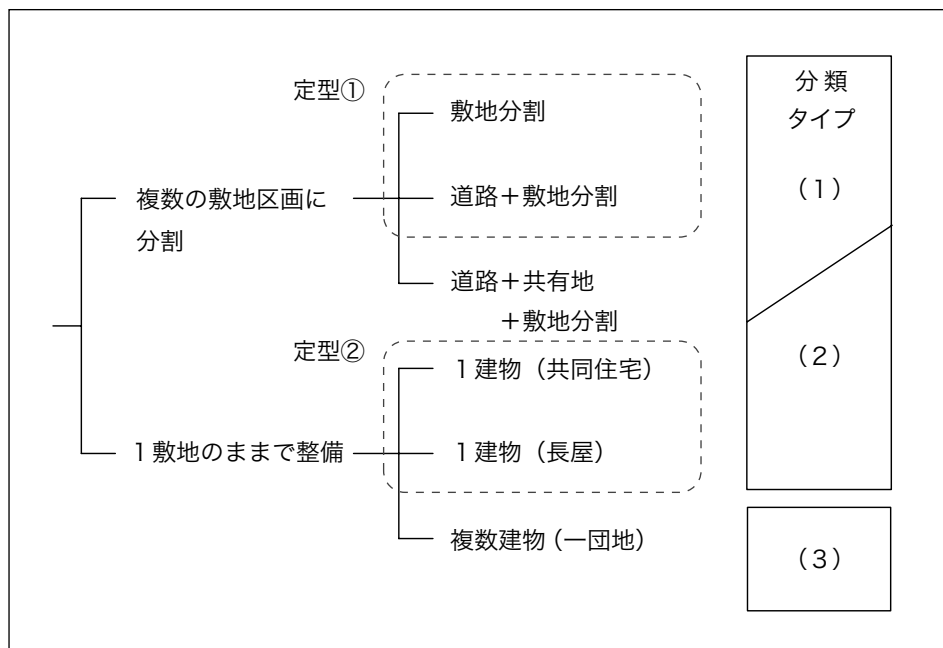 定型①
敷地分割
複数の敷地区画に
分割
道路＋敷地分割
道路＋共有地
＋敷地分割
定型②
1建物（共同住宅）
1敷地のままで整備
1建物（長屋）
複数建物（一団地）
分類
タイプ
（1）
（2）
（3）